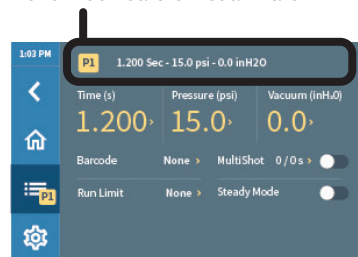 1:03 PM
P1 1.200 Sec - 15.0 psi - 0.0 inH2O
Time (s) Pressure (psi) Vacuum (inH₂0)
1.200› 15.0› 0.0›
Barcode None › MultiShot 0 / 0 s ›
Run Limit None › Steady Mode
P1